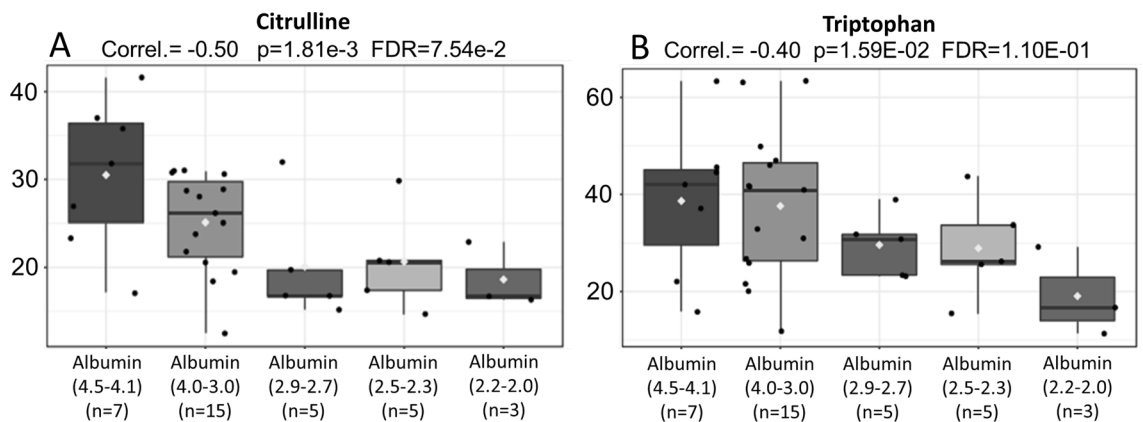 Citrulline
A
Correl.= -0.50 p=1.81e-3 FDR=7.54e-2
40
30
20
Albumin
(4.5-4.1)
(n=7)
Albumin
(4.0-3.0)
(n=15)
Albumin
(2.9-2.7)
(n=5)
Albumin
(2.5-2.3)
(n=5)
Albumin
(2.2-2.0)
(n=3)
Triptophan
B
Correl.= -0.40 p=1.59E-02 FDR=1.10E-01
60
40
20
Albumin
(4.5-4.1)
(n=7)
Albumin
(4.0-3.0)
(n=15)
Albumin
(2.9-2.7)
(n=5)
Albumin
(2.5-2.3)
(n=5)
Albumin
(2.2-2.0)
(n=3)